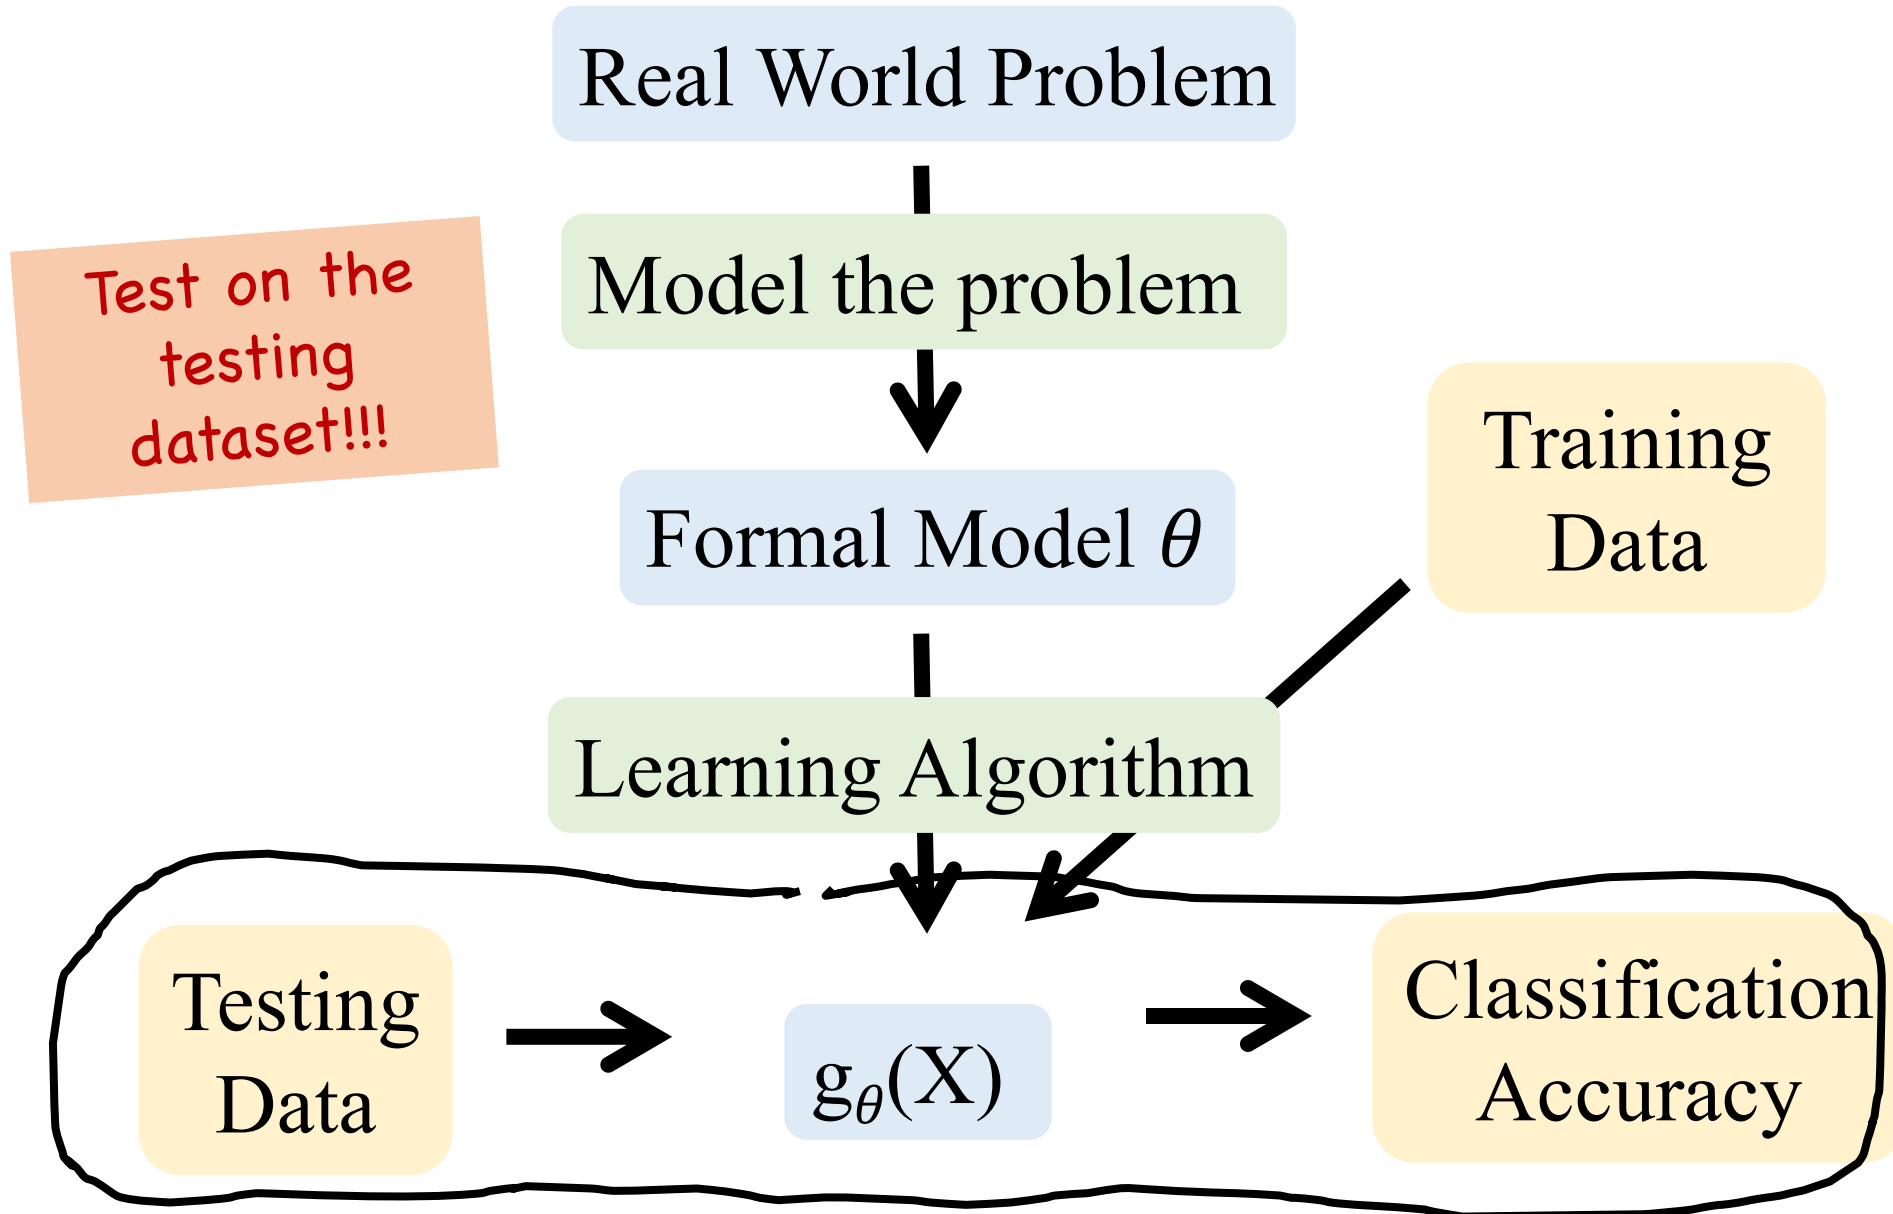 Real World Problem
Test on the
testing
dataset!!!
Model the problem
Training
Data
Formal Model θ
Learning Algorithm
Testing
Data
g_θ(X)
Classification
Accuracy